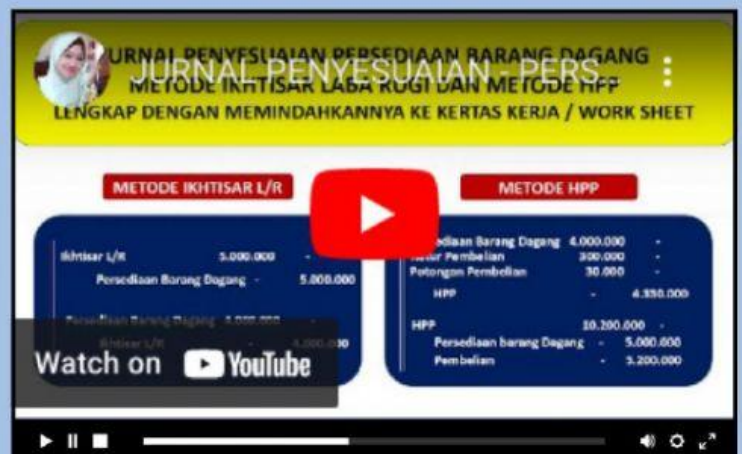 JURNAL PENYESUAIAN PERSEDIAAN BARANG DAGANG
JURNAL PENYESUAIAN - PERS...
METODE IKHTISAR LABA RUGI DAN METODE HPP
LENGKAP DENGAN MEMINDAHKANNYA KE KERTAS KERJA / WORK SHEET
METODE IKHTISAR L/R
METODE HPP
Ikhtisar L/R 5.000.000 -
Persediaan Barang Dagang - 5.000.000
Persediaan Barang Dagang 4.000.000 -
Ikhtisar L/R - 4.000.000
Barang Dagang 4.000.000 -
Pembelian 300.000 -
Potongan Pembelian 30.000 -
HPP - 4.330.000
HPP 10.200.000 -
Persediaan barang Dagang - 5.000.000
Pembelian - 5.200.000
Watch on YouTube